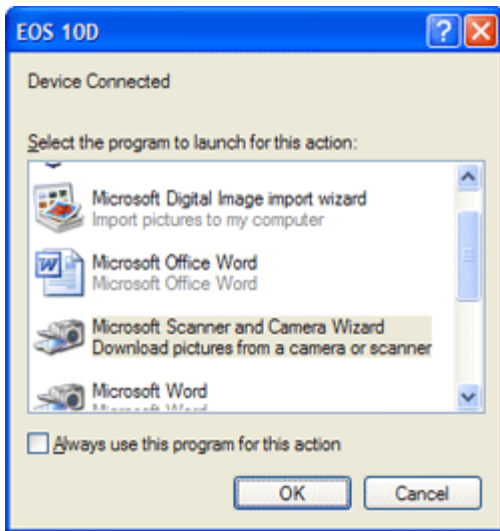 EOS 10D
Device Connected
Select the program to launch for this action:
Microsoft Digital Image import wizard
Import pictures to my computer
Microsoft Office Word
Microsoft Office Word
Microsoft Scanner and Camera Wizard
Download pictures from a camera or scanner
Microsoft Word
Microsoft Word
Always use this program for this action
OK Cancel